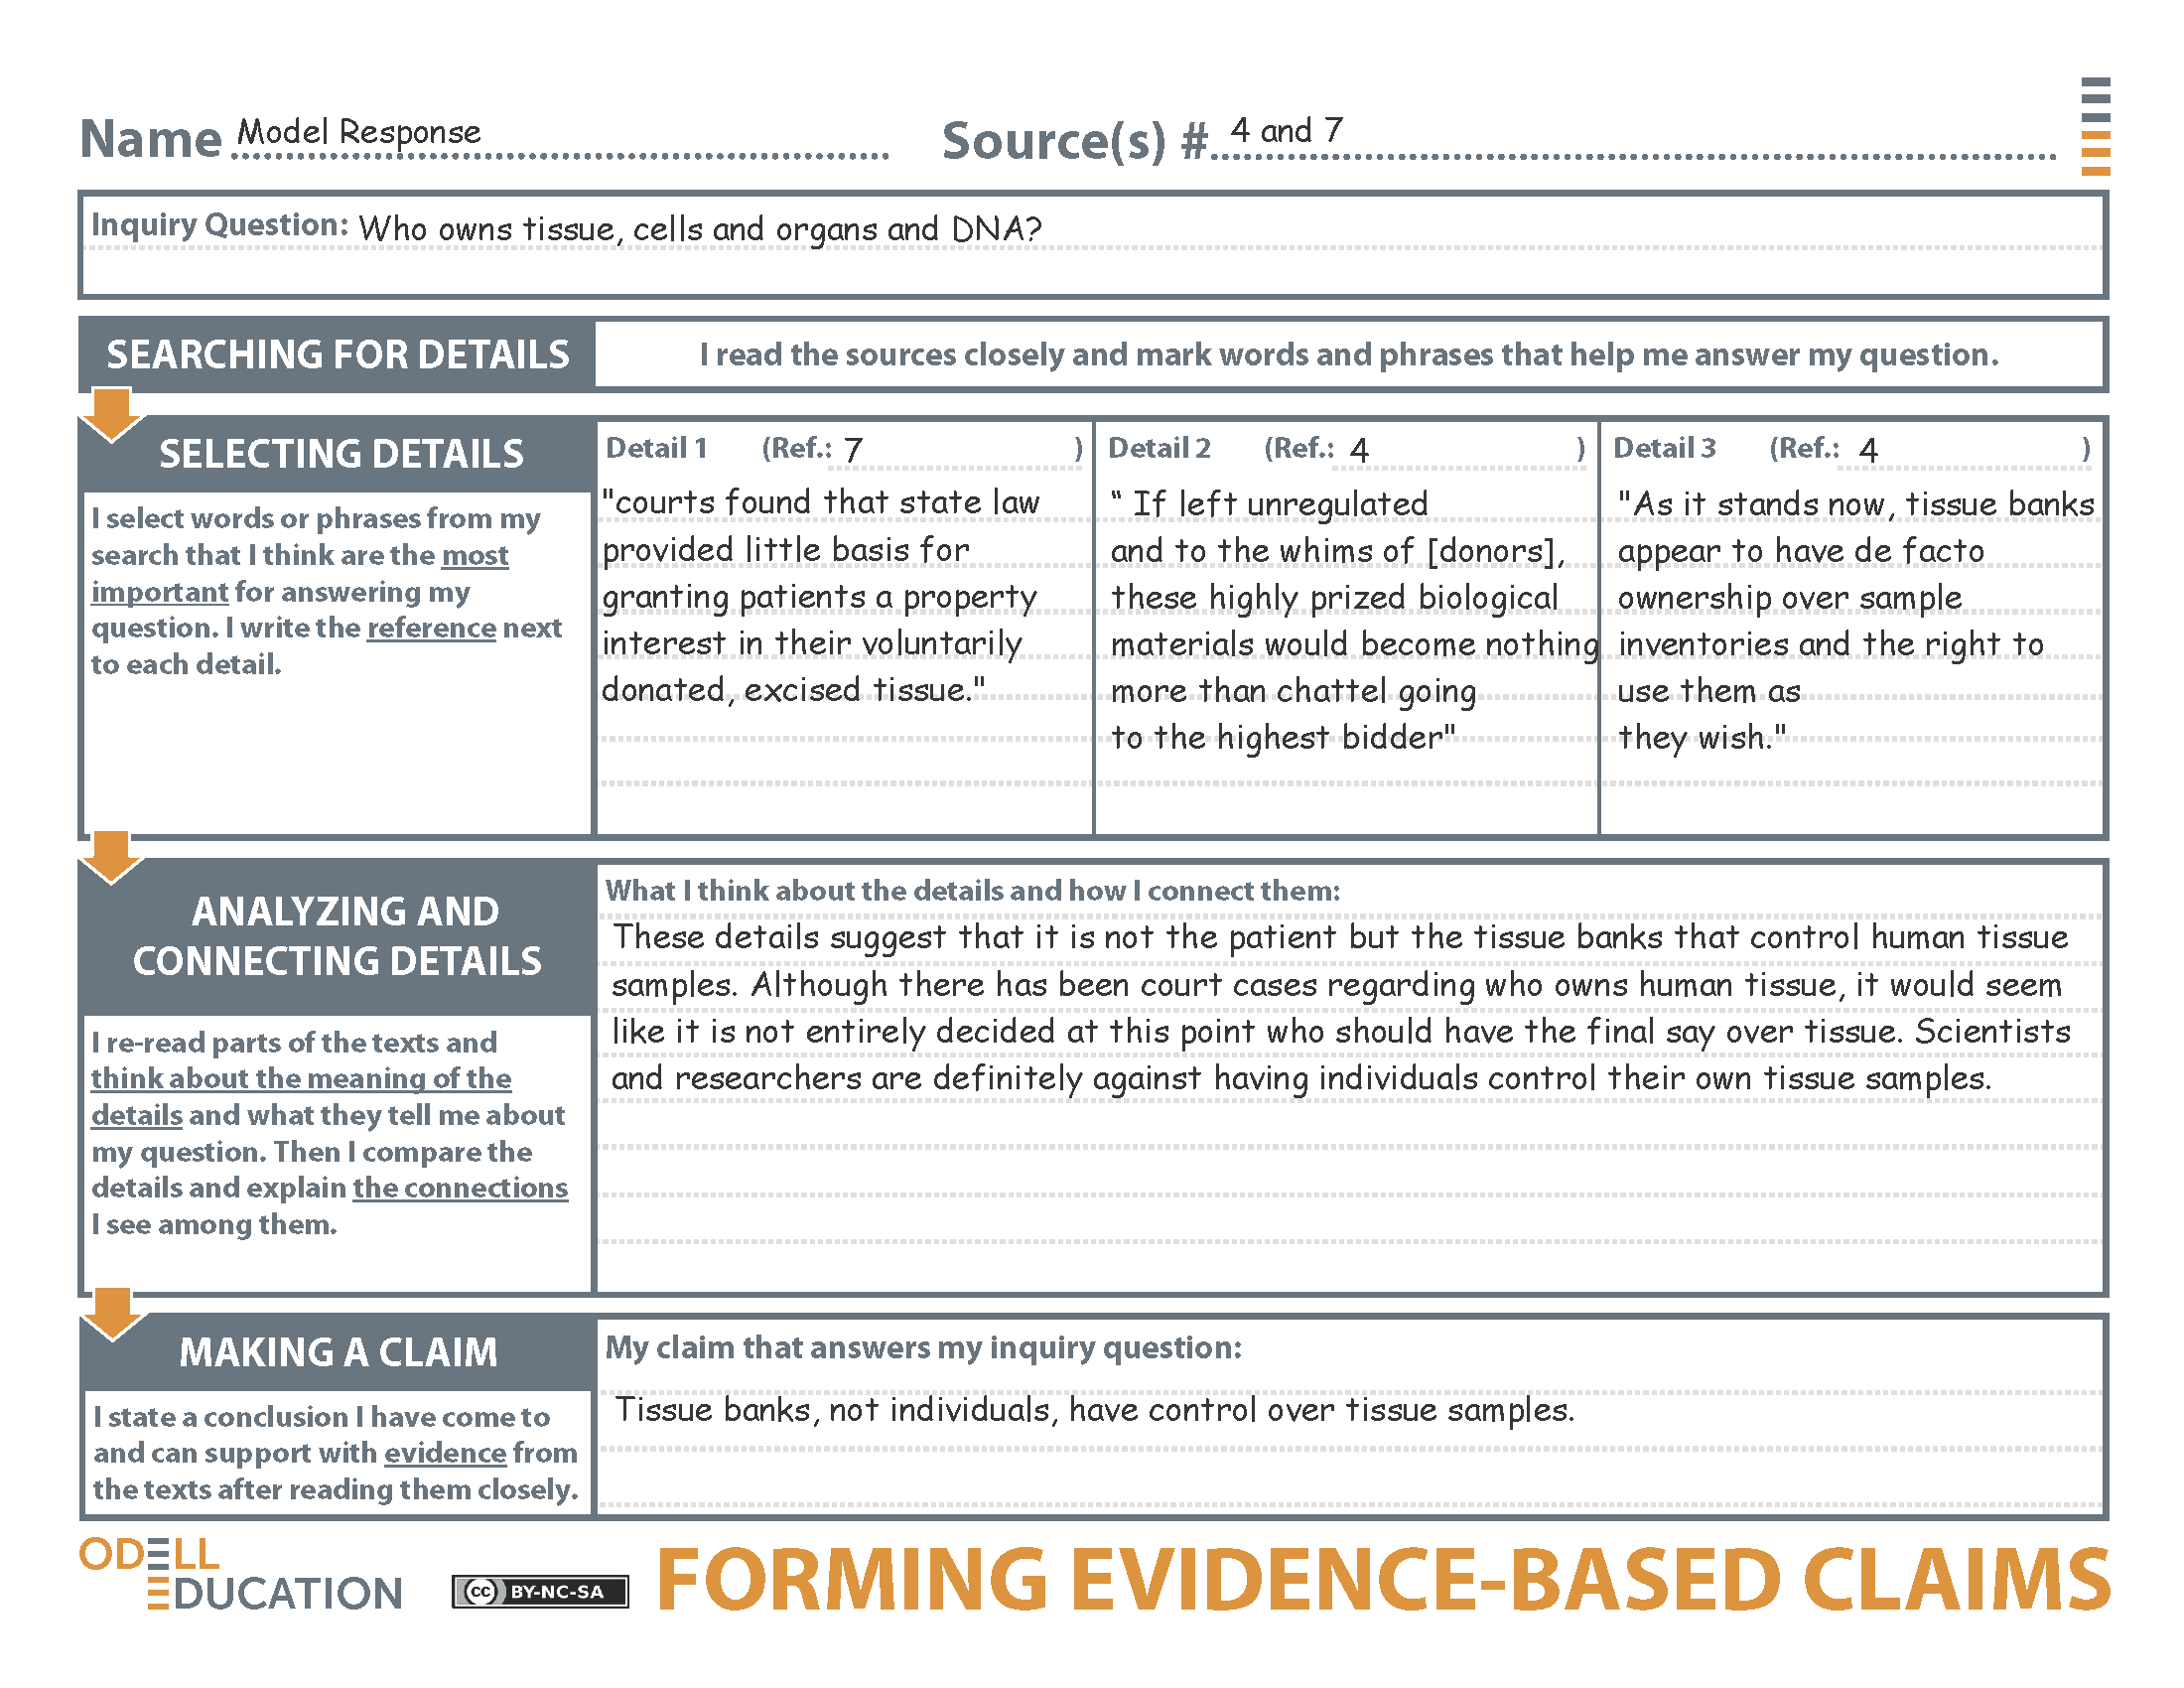 Name Model Response Source(s) # 4 and 7
Inquiry Question: Who owns tissue, cells and organs and DNA?
SEARCHING FOR DETAILS
I read the sources closely and mark words and phrases that help me answer my question.
SELECTING DETAILS
I select words or phrases from my
search that I think are the most
important for answering my
question. I write the reference next
to each detail.
Detail 1 (Ref.: 7 )
"courts found that state law
provided little basis for
granting patients a property
interest in their voluntarily
donated, excised tissue."
Detail 2 (Ref.: 4 )
“ If left unregulated
and to the whims of [donors],
these highly prized biological
materials would become nothing
more than chattel going
to the highest bidder"
Detail 3 (Ref.: 4 )
"As it stands now, tissue banks
appear to have de facto
ownership over sample
inventories and the right to
use them as
they wish."
ANALYZING AND
CONNECTING DETAILS
I re-read parts of the texts and
think about the meaning of the
details and what they tell me about
my question. Then I compare the
details and explain the connections
I see among them.
What I think about the details and how I connect them:
These details suggest that it is not the patient but the tissue banks that control human tissue
samples. Although there has been court cases regarding who owns human tissue, it would seem
like it is not entirely decided at this point who should have the final say over tissue. Scientists
and researchers are definitely against having individuals control their own tissue samples.
MAKING A CLAIM
I state a conclusion I have come to
and can support with evidence from
the texts after reading them closely.
My claim that answers my inquiry question:
Tissue banks, not individuals, have control over tissue samples.
ODELL
EDUCATION
cc BY-NC-SA
FORMING EVIDENCE-BASED CLAIMS